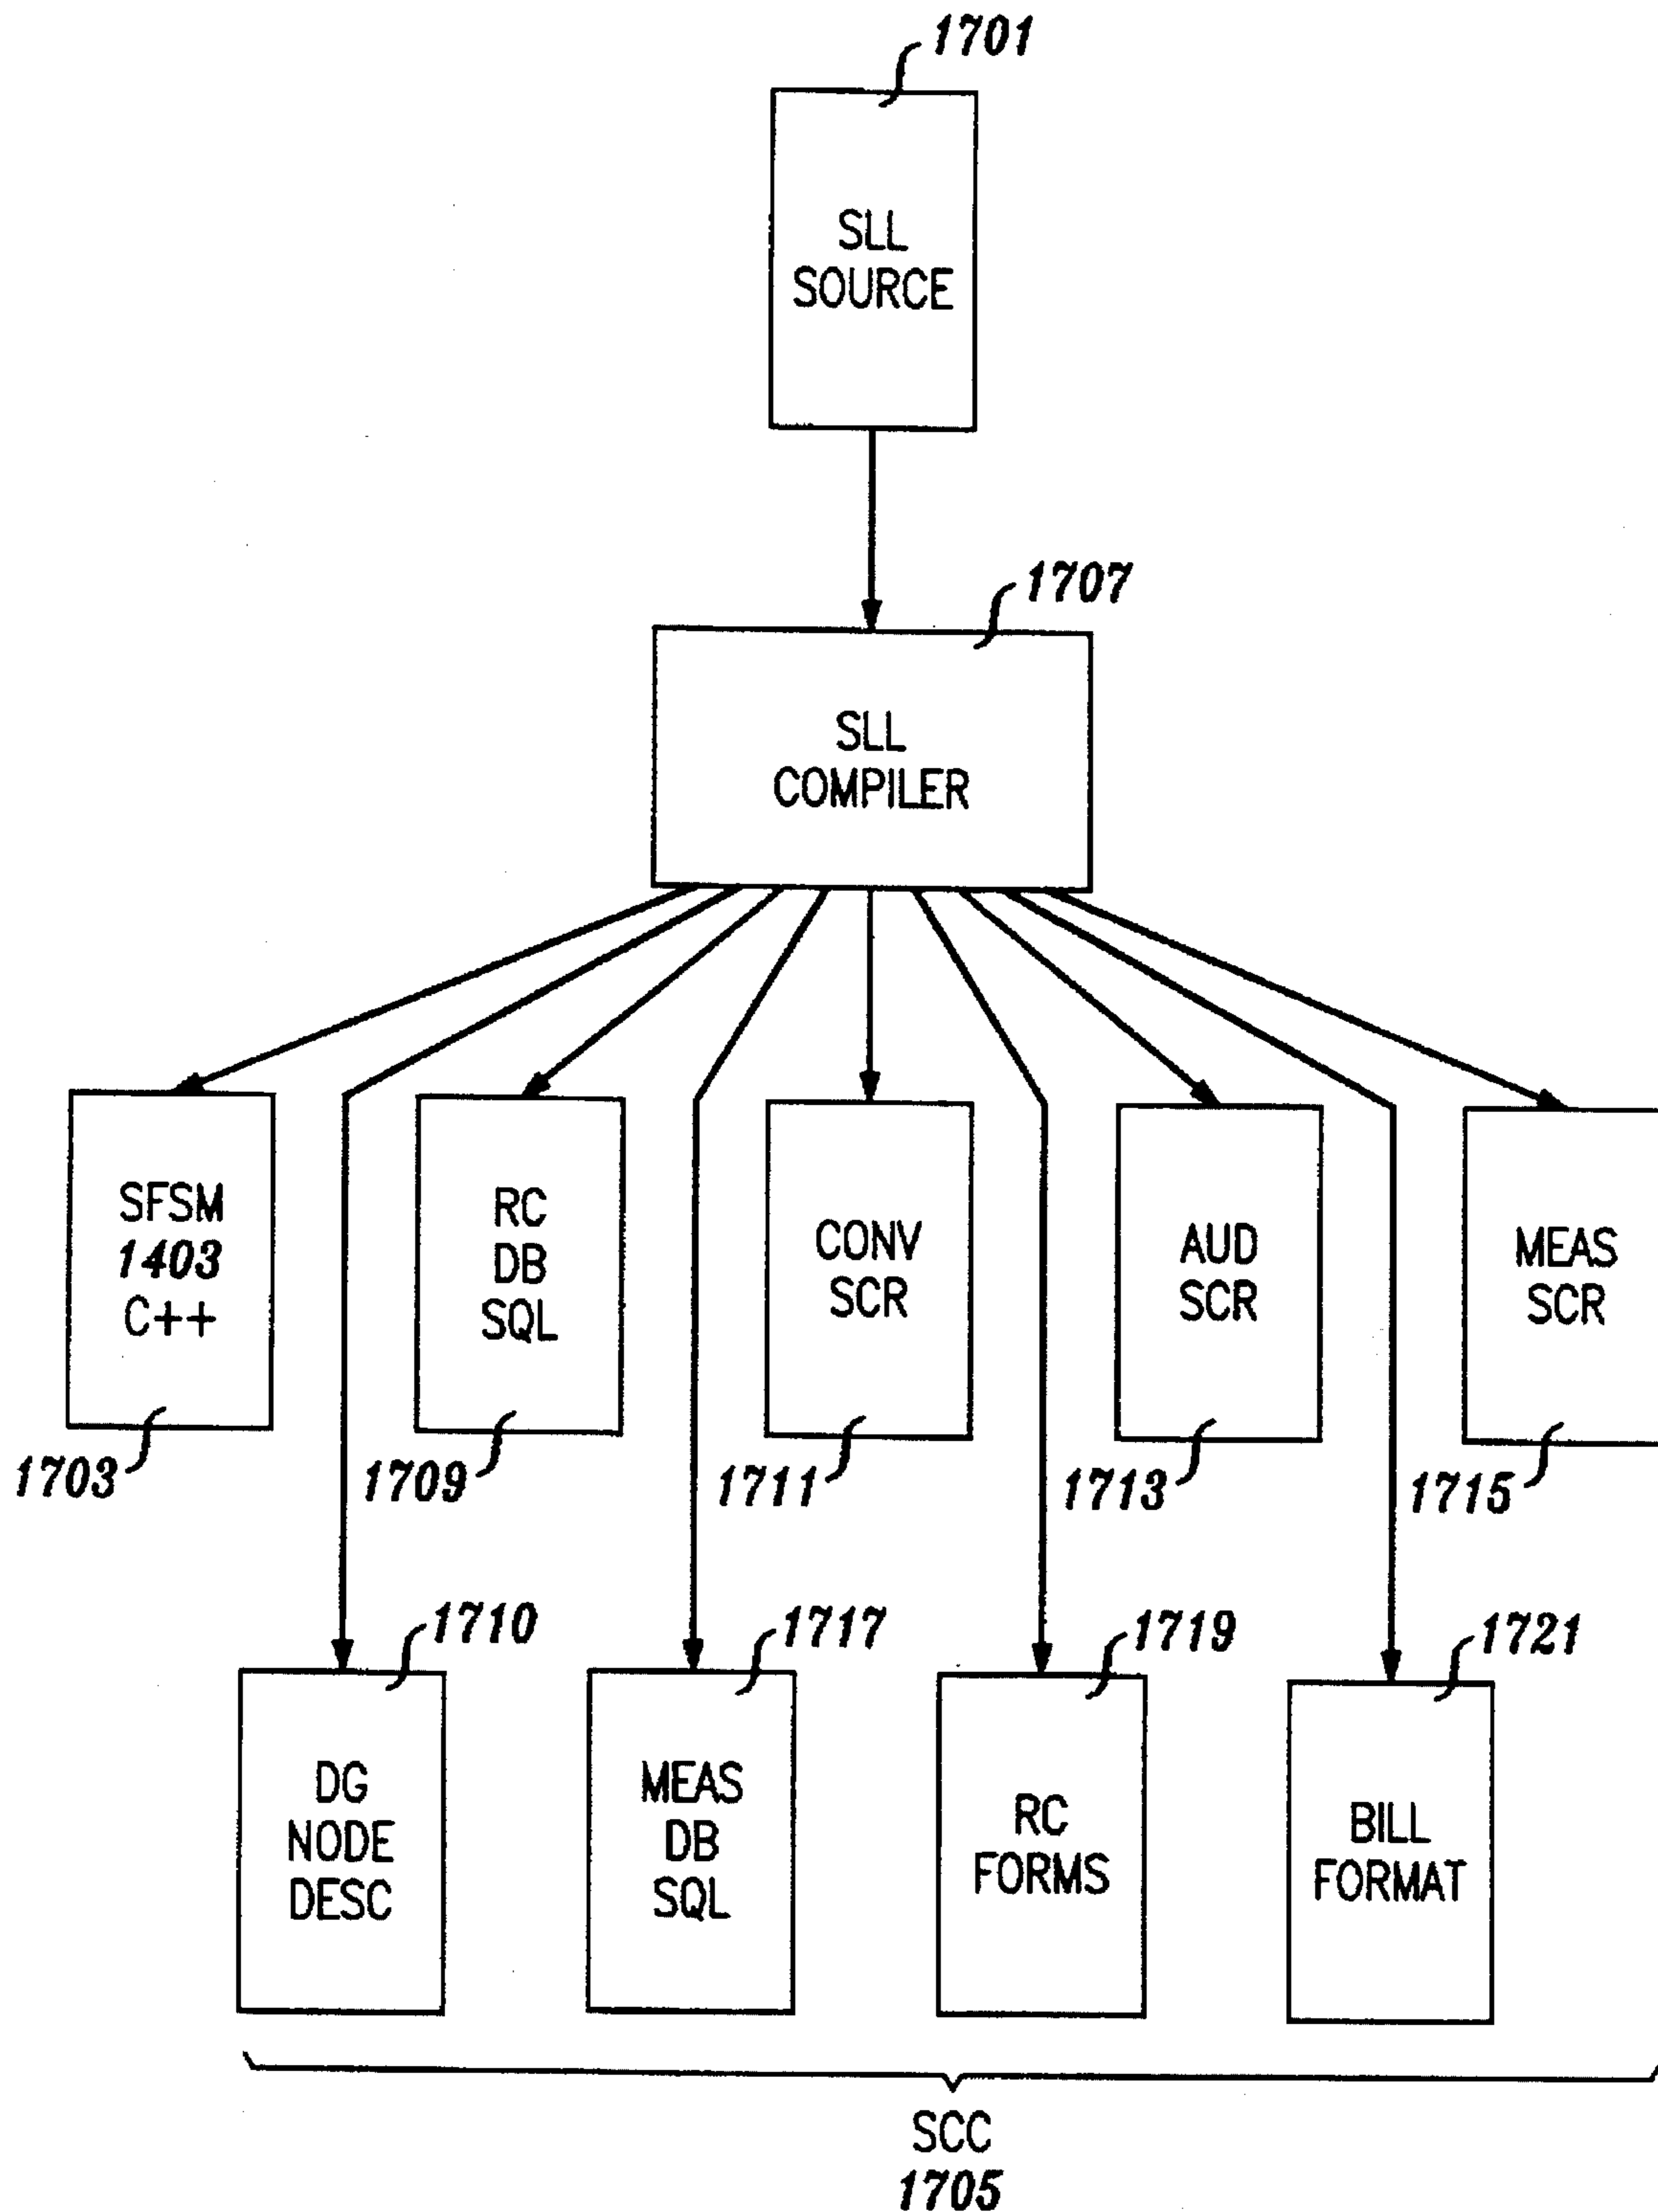 1701
SLL
SOURCE
1707
SLL
COMPILER
SFSM
1403
C++
1703
RC
DB
SQL
1709
CONV
SCR
1711
AUD
SCR
1713
MEAS
SCR
1715
1710
DG
NODE
DESC
1717
MEAS
DB
SQL
1719
RC
FORMS
1721
BILL
FORMAT
SCC
1705